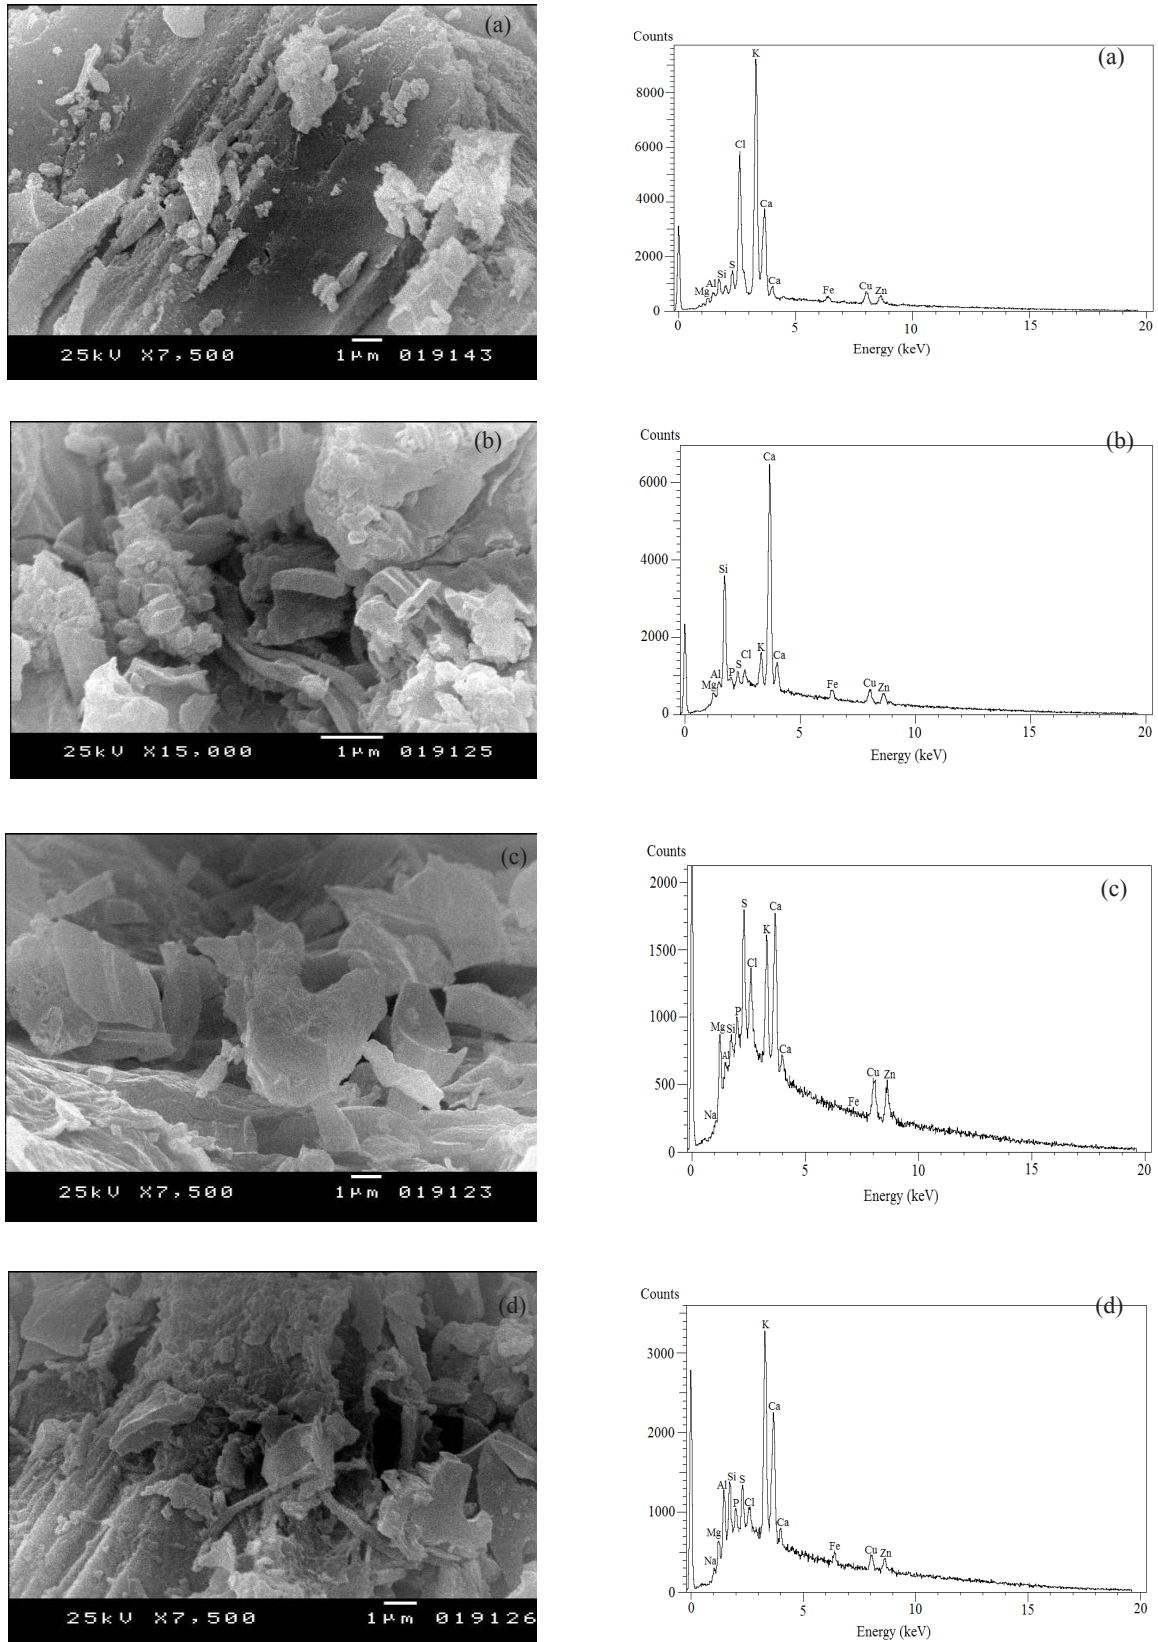 (a)
25kV X7,500 1µm 019143
Counts
(a)
K
8000
6000
Cl
4000
Ca
2000
S
Si
Al
Mg
Ca
Fe
Cu
Zn
0
0 5 10 15 20
Energy (keV)
(b)
25kV X15,000 1µm 019125
Counts
(b)
Ca
6000
4000
Si
2000
K
Cl
Ca
S
P
Al
Mg
Fe
Cu
Zn
0
0 5 10 15 20
Energy (keV)
(c)
25kV X7,500 1µm 019123
Counts
(c)
2000
S
Ca
K
1500
Cl
1000
P
Mg
Si
Al
Ca
Cu
Zn
500
Na
Fe
0
0 5 10 15 20
Energy (keV)
(d)
25kV X7,500 1µm 019126
Counts
(d)
K
3000
Ca
2000
Al
Si
S
P
Cl
1000
Mg
Ca
Na
Fe
Cu
Zn
0
0 5 10 15 20
Energy (keV)